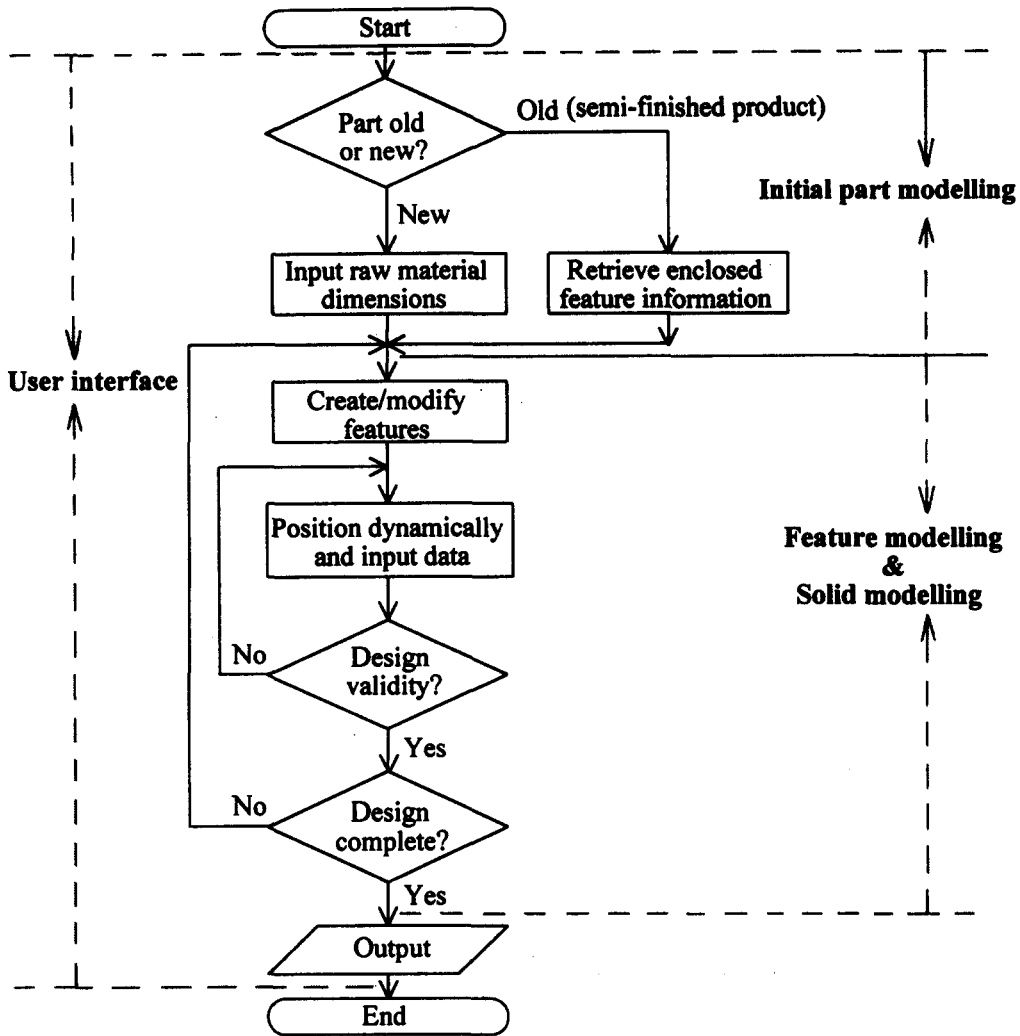 Start
Part old
or new?
Old (semi-finished product)
Initial part modelling
New
Input raw material
dimensions
Retrieve enclosed
feature information
User interface
Create/modify
features
Position dynamically
and input data
Feature modelling
&
Solid modelling
No
Design
validity?
Yes
No
Design
complete?
Yes
Output
End